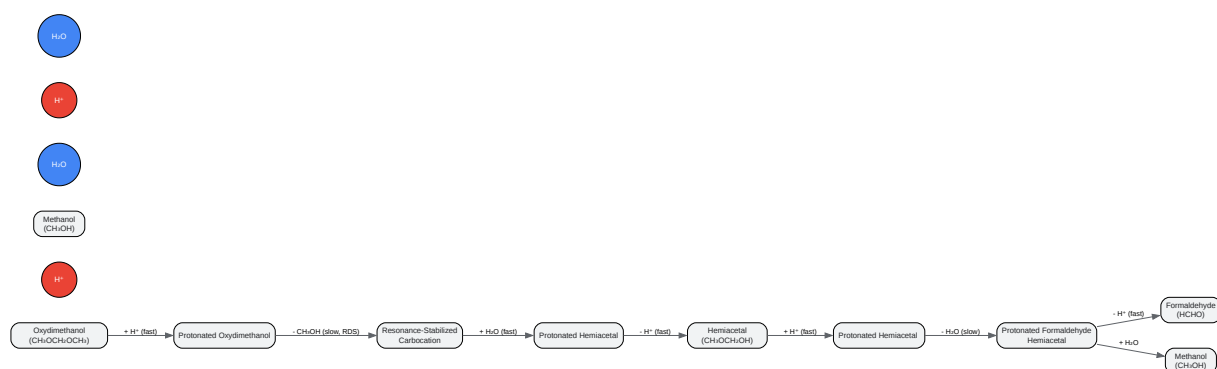 H₂O
H⁺
H₂O
Methanol
(CH₃OH)
H⁺
Oxydimethanol
(CH₃OCH₂OCH₃)
+ H⁺ (fast)
Protonated Oxydimethanol
- CH₃OH (slow, RDS)
Resonance-Stabilized
Carbocation
+ H₂O (fast)
Protonated Hemiacetal
- H⁺ (fast)
Hemiacetal
(CH₃OCH₂OH)
+ H⁺ (fast)
Protonated Hemiacetal
- H₂O (slow)
Protonated Formaldehyde
Hemiacetal
- H⁺ (fast)
Formaldehyde
(HCHO)
+ H₂O
Methanol
(CH₃OH)